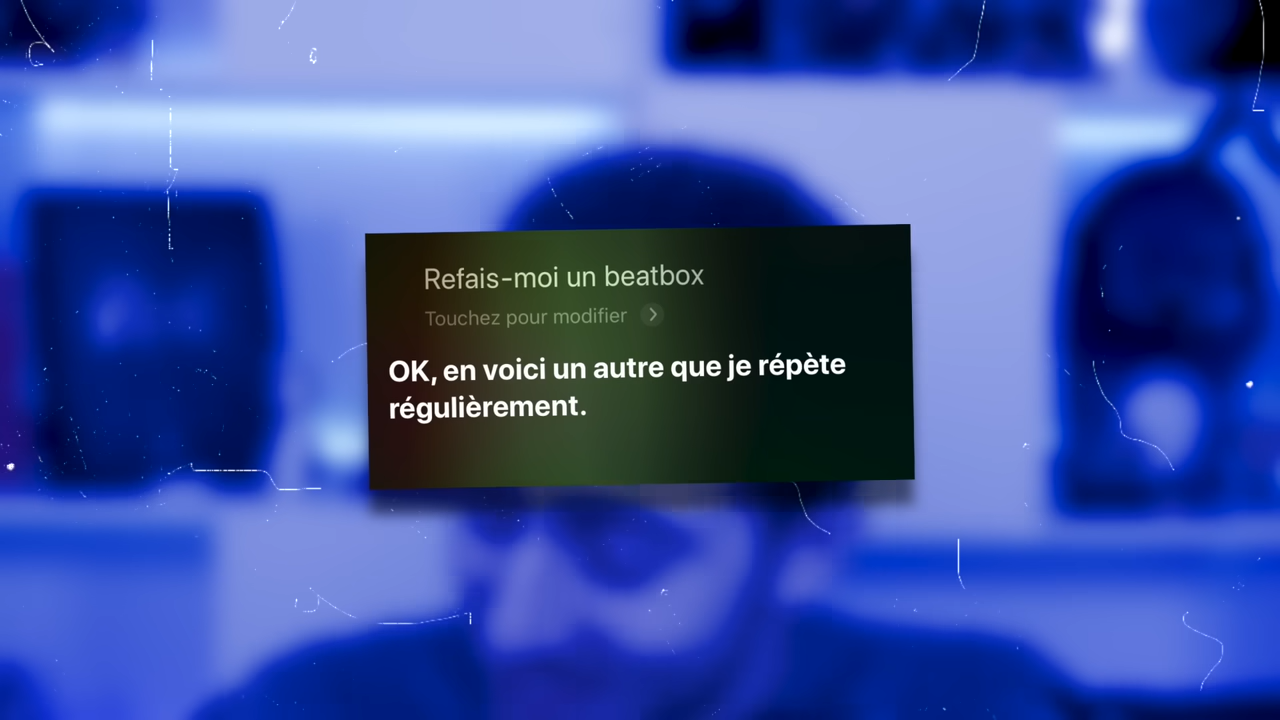 Refais-moi un beatbox
Touchez pour modifier
OK, en voici un autre que je répète
régulièrement.